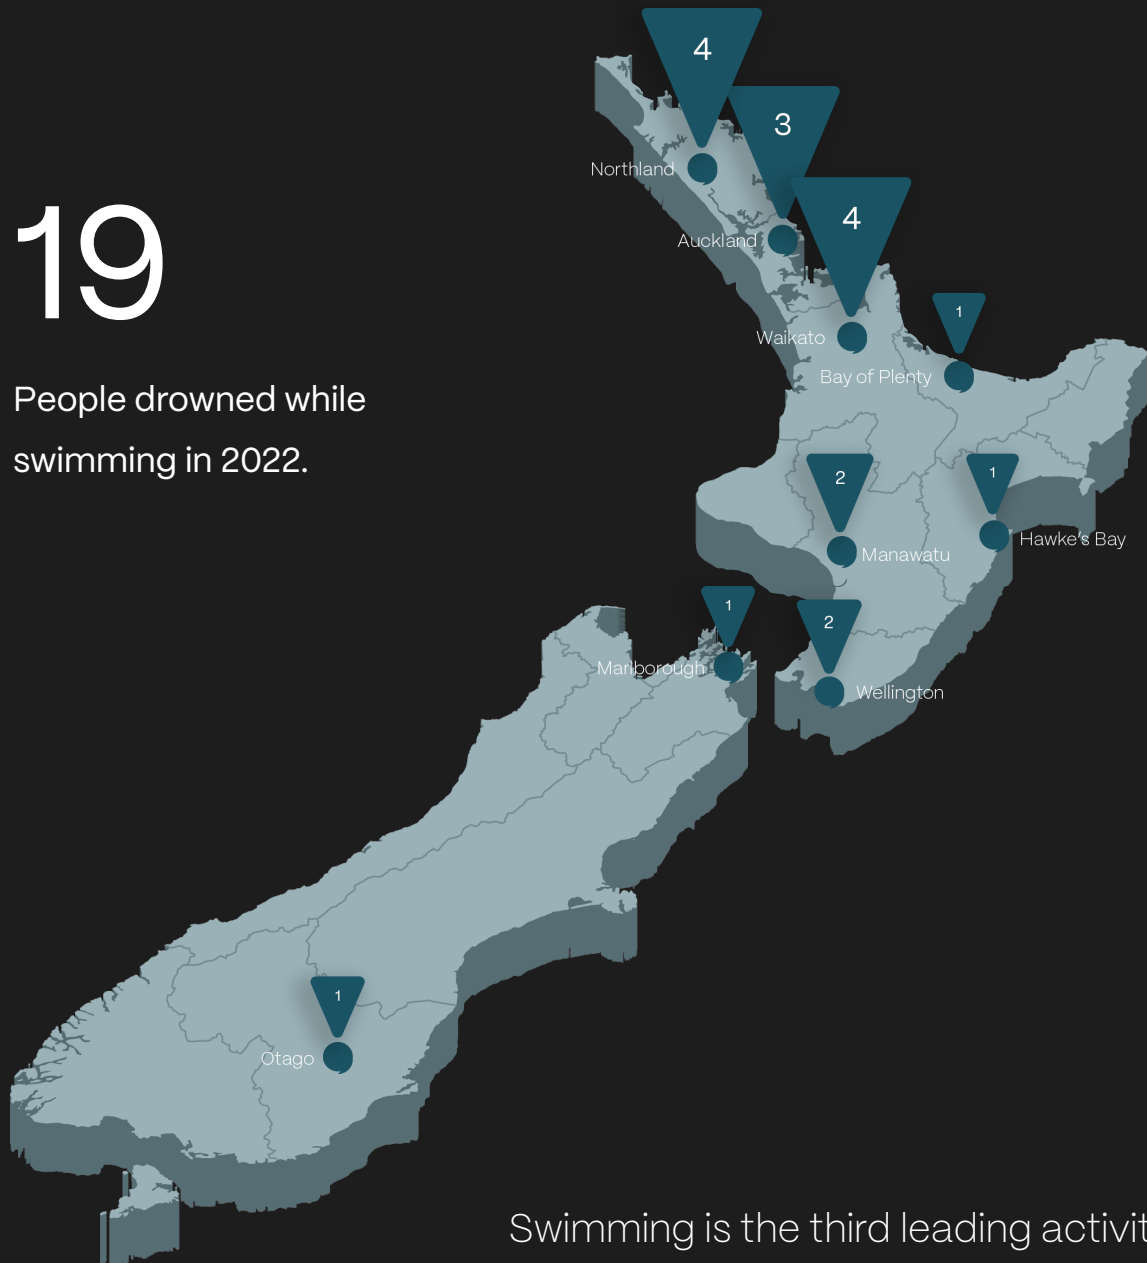 4
3
Northland
19
4
Auckland
1
Waikato
Bay of Plenty
People drowned while
swimming in 2022.
2
1
Hawke's Bay
Manawatu
1
2
Marlborough
Wellington
1
Otago
Swimming is the third leading activit